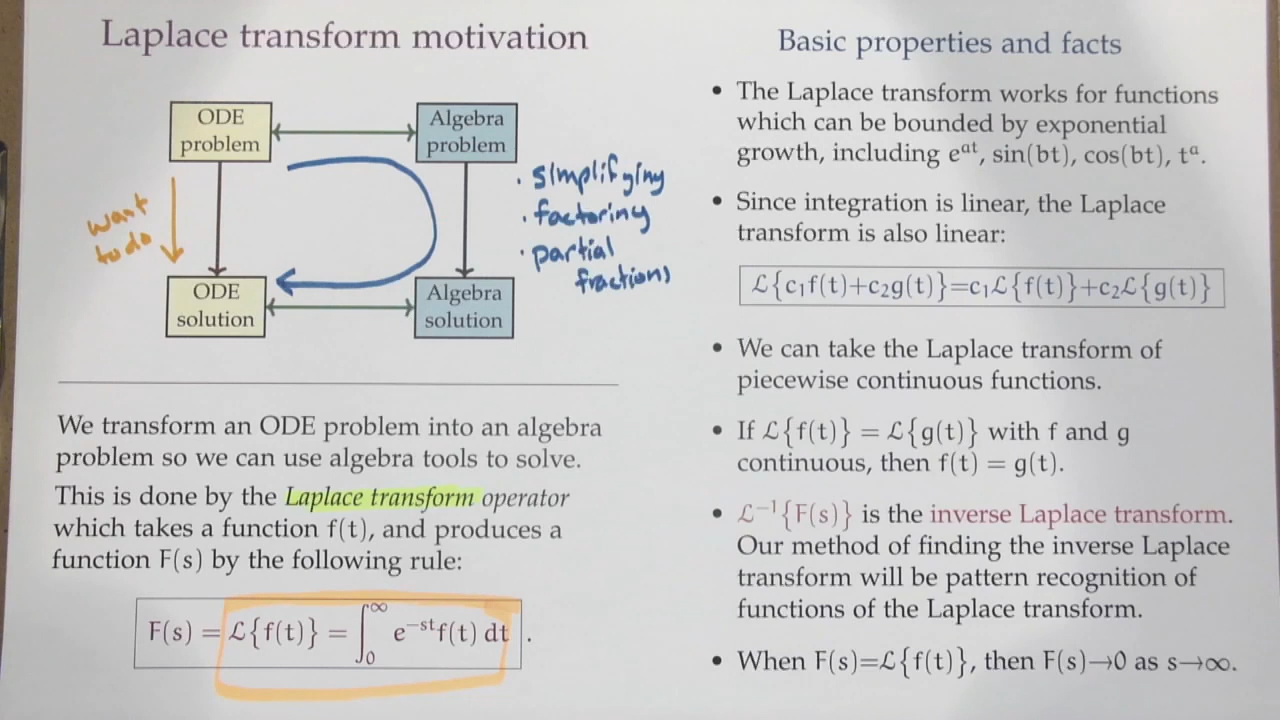 Laplace transform motivation
ODE
problem
Algebra
problem
want
to do
· simplifying
· factoring
· partial
fractions
ODE
solution
Algebra
solution
We transform an ODE problem into an algebra
problem so we can use algebra tools to solve.
This is done by the Laplace transform operator
which takes a function f(t), and produces a
function F(s) by the following rule:
F(s) = ℒ{f(t)} = ∫₀^∞ e⁻ˢᵗf(t) dt .
Basic properties and facts
• The Laplace transform works for functions
which can be bounded by exponential
growth, including eᵃᵗ, sin(bt), cos(bt), tᵃ.
• Since integration is linear, the Laplace
transform is also linear:
ℒ{c₁f(t)+c₂g(t)}=c₁ℒ{f(t)}+c₂ℒ{g(t)}
• We can take the Laplace transform of
piecewise continuous functions.
• If ℒ{f(t)} = ℒ{g(t)} with f and g
continuous, then f(t) = g(t).
• ℒ⁻¹{F(s)} is the inverse Laplace transform.
Our method of finding the inverse Laplace
transform will be pattern recognition of
functions of the Laplace transform.
• When F(s)=ℒ{f(t)}, then F(s)→0 as s→∞.